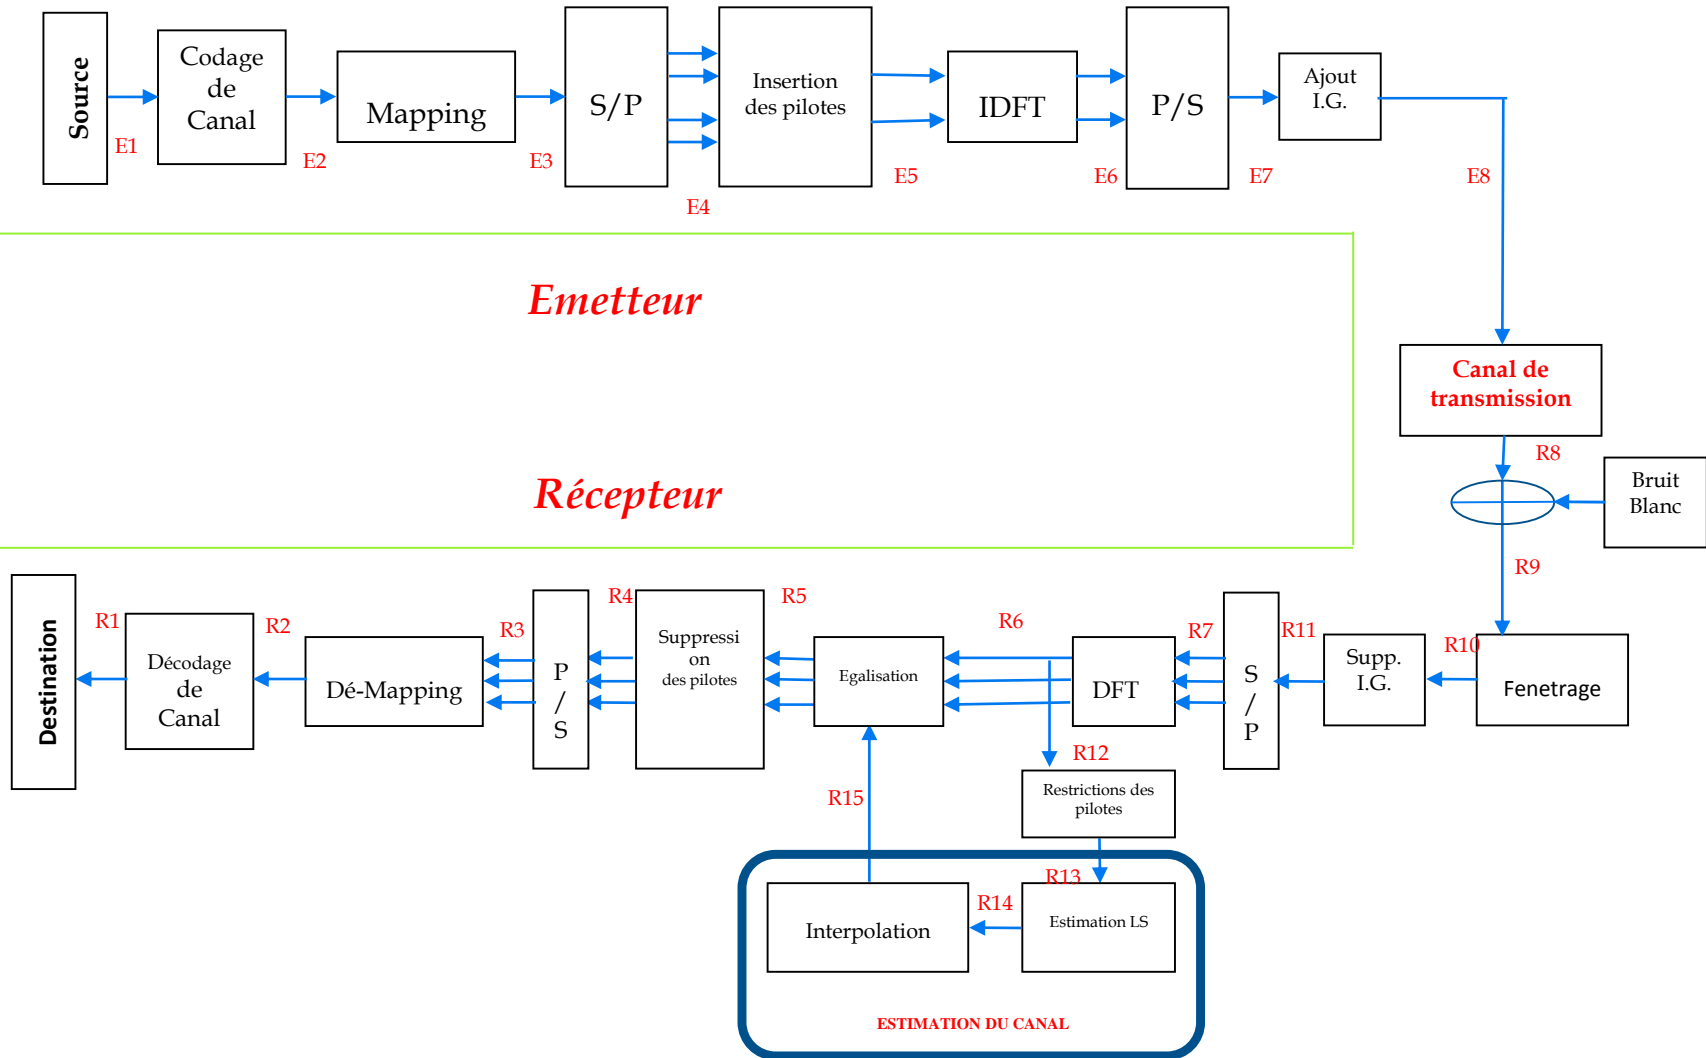 Source
Codage
de
Canal
Mapping
S/P
Insertion
des pilotes
IDFT
P/S
Ajout
I.G.
E1
E2
E3
E4
E5
E6
E7
E8
Emetteur
Canal de
transmission
R8
Bruit
Blanc
Récepteur
R9
Destination
R1
Décodage
de
Canal
R2
Dé-Mapping
R3
P
/
S
R4
Suppressi
on
des pilotes
R5
Egalisation
R6
DFT
R7
S
/
P
R11
Supp.
I.G.
R10
Fenetrage
R12
Restrictions des
pilotes
R15
R13
R14
Interpolation
Estimation LS
ESTIMATION DU CANAL